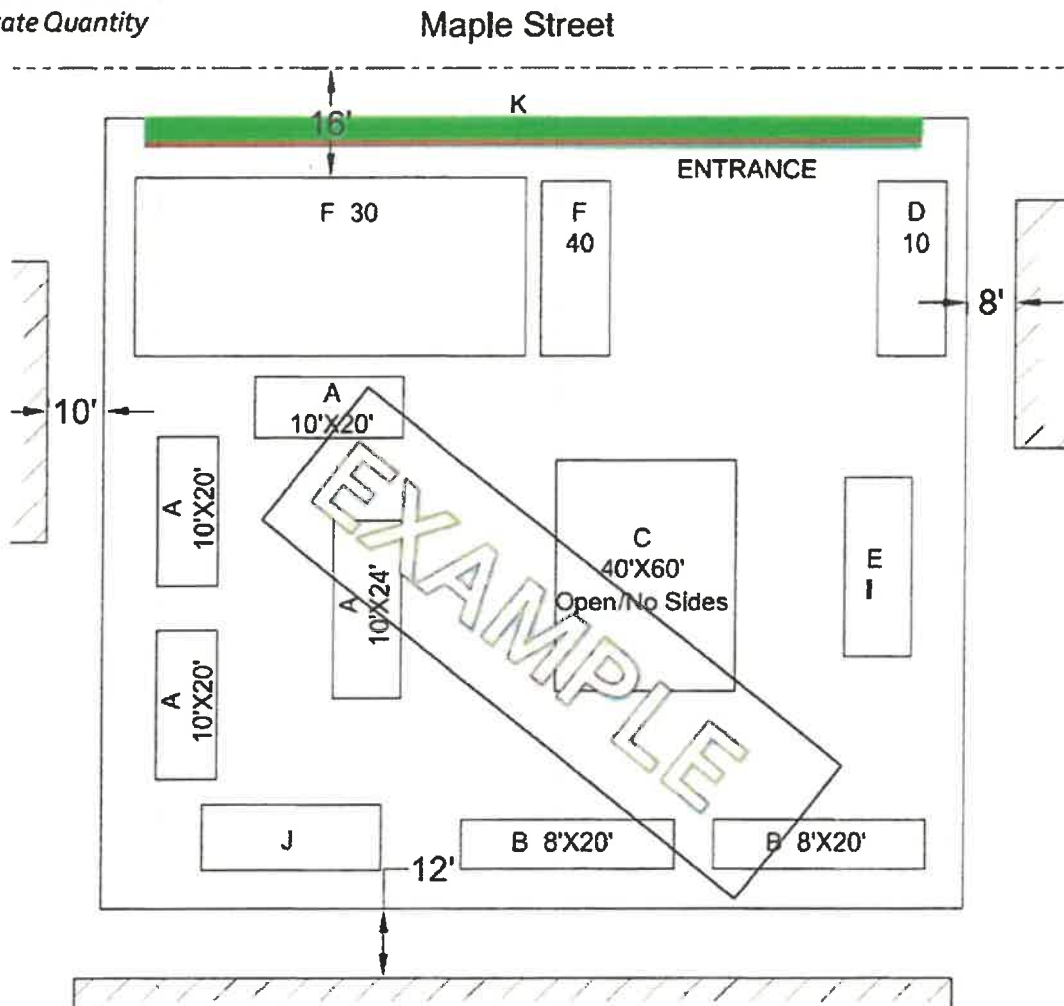 ate Quantity
Maple Street
K
16'
ENTRANCE
F 30
F
40
D
10
8'
10'
A
10'X20'
A
10'X20'
A
10'X24'
C
40'X60'
Open/No Sides
E
I
A
10'X20'
EXAMPLE
J
B 8'X20'
B 8'X20'
12'